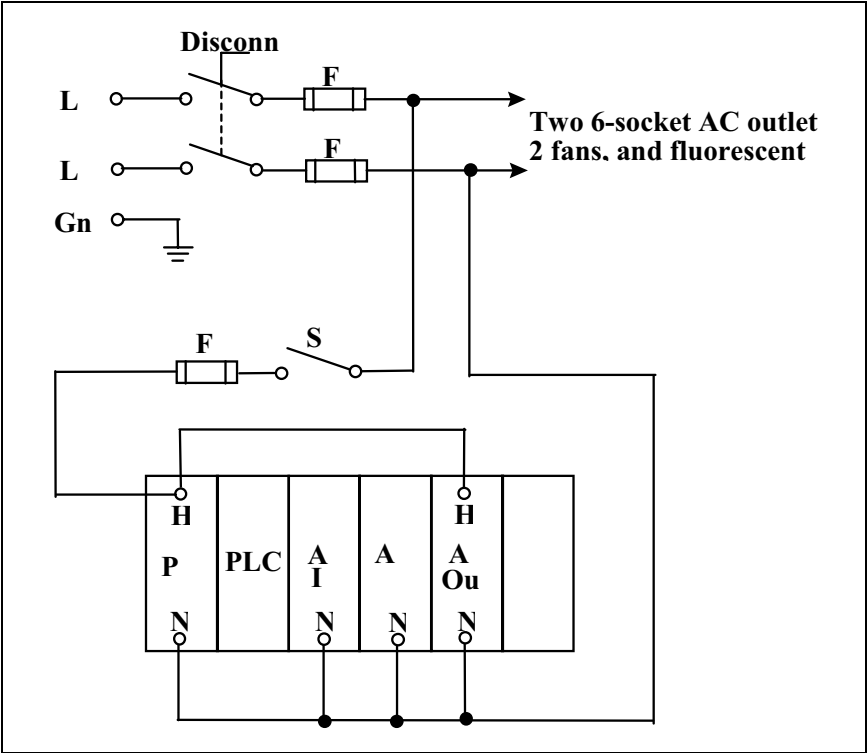 Disconn
F
L
Two 6-socket AC outlet
F
2 fans, and fluorescent
L
Gn
F
S
H
H
P
PLC
A
I
A
A
Ou
N
N
N
N